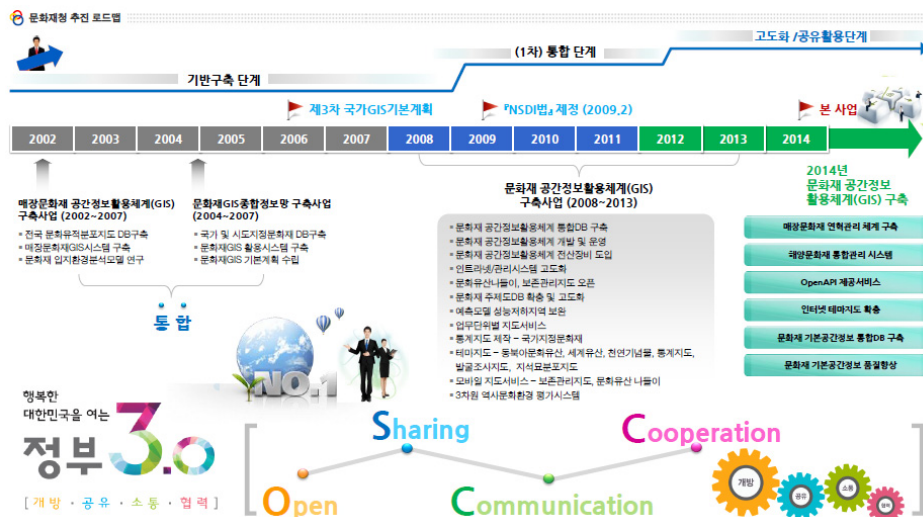 문화재청 추진 로드맵
기반구축 단계
(1차) 통합 단계
고도화 /공유활용단계
제3차 국가GIS기본계획
『NSDI법』 제정 (2009.2)
본 사업
2002 2003 2004 2005 2006 2007 2008 2009 2010 2011 2012 2013 2014
매장문화재 공간정보활용체계(GIS)
구축사업 (2002~2007)
• 전국 문화유적분포지도 DB구축
• 매장문화재GIS시스템 구축
• 문화재 입지환경분석모델 연구
문화재GIS종합정보망 구축사업
(2004~2007)
• 국가 및 시도지정문화재 DB구축
• 문화재GIS 활용시스템 구축
• 문화재GIS 기본계획 수립
통 합
문화재 공간정보활용체계(GIS)
구축사업 (2008~2013)
• 문화재 공간정보활용체계 통합DB 구축
• 문화재 공간정보활용체계 개발 및 운영
• 문화재 공간정보활용체계 전산장비 도입
• 인트라넷/관리시스템 고도화
• 문화유산나들이, 보존관리지도 오픈
• 문화재 주제도DB 확충 및 고도화
• 예측모델 성능저하지역 보완
• 업무단위별 지도서비스
• 통계지도 제작 – 국가지정문화재
• 테마지도 – 동북아문화유산, 세계유산, 천연기념물, 통계지도,
발굴조사지도, 지석묘분포지도
• 모바일 지도서비스 – 보존관리지도, 문화유산 나들이
• 3차원 역사문화환경 평가시스템
2014년
문화재 공간정보
활용체계(GIS) 구축
매장문화재 연혁관리 체계 구축
해양문화재 통합관리 시스템
OpenAPI 제공서비스
인터넷 테마지도 확충
문화재 기본공간정보 통합DB 구축
문화재 기본공간정보 품질향상
NO.1
행복한
대한민국을 여는
정부3.0
[개방 · 공유 · 소통 · 협력]
Open
Sharing
Communication
Cooperation
개방
공유
소통
협력